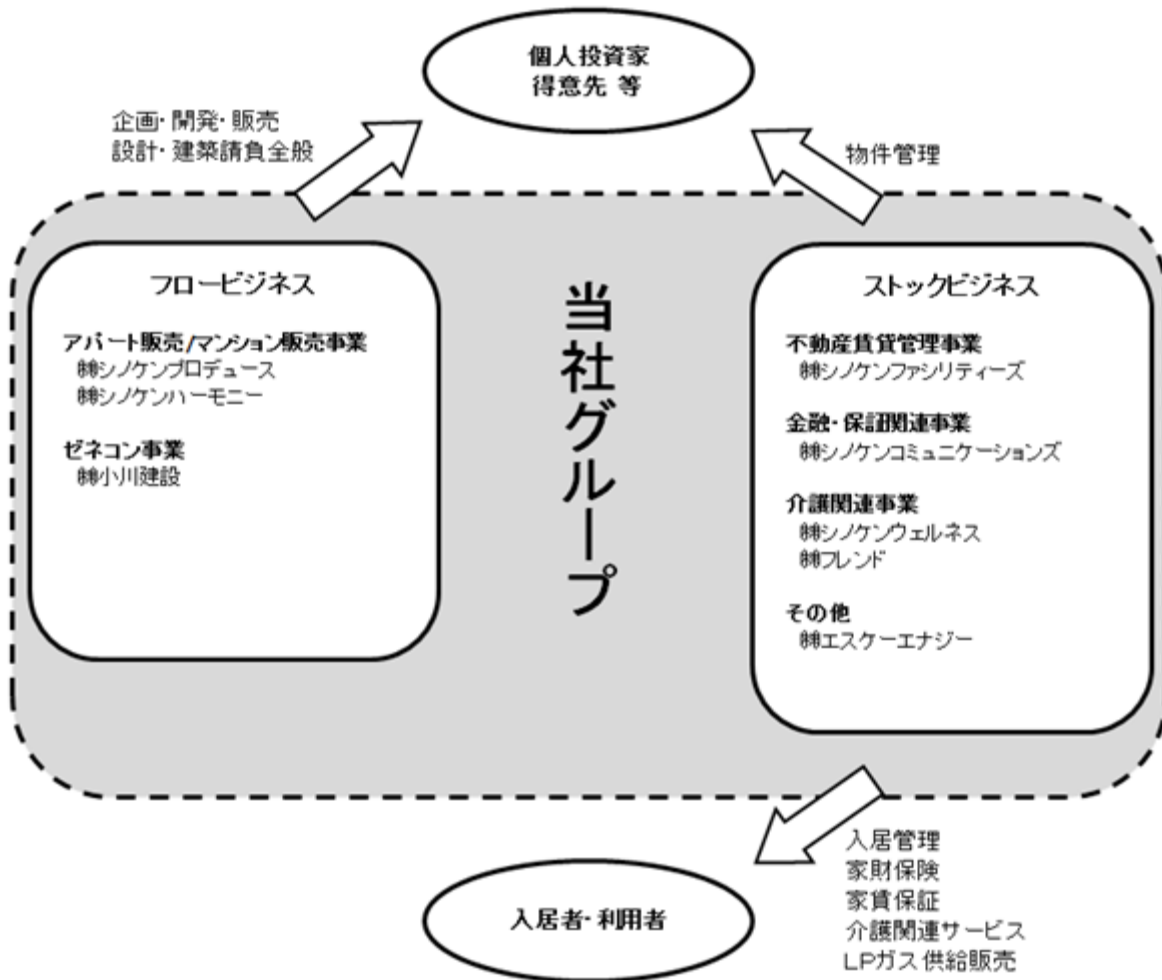 個人投資家
得意先 等
企画・開発・販売
設計・建築請負全般
物件管理
フロービジネス
アパート販売/マンション販売事業
㈱シノケンプロデュース
㈱シノケンハーモニー
ゼネコン事業
㈱小川建設
当社グループ
ストックビジネス
不動産賃貸管理事業
㈱シノケンファシリティーズ
金融・保証関連事業
㈱シノケンコミュニケーションズ
介護関連事業
㈱シノケンウェルネス
㈱フレンド
その他
㈱エスケーエナジー
入居者・利用者
入居管理
家財保険
家賃保証
介護関連サービス
LPガス供給販売